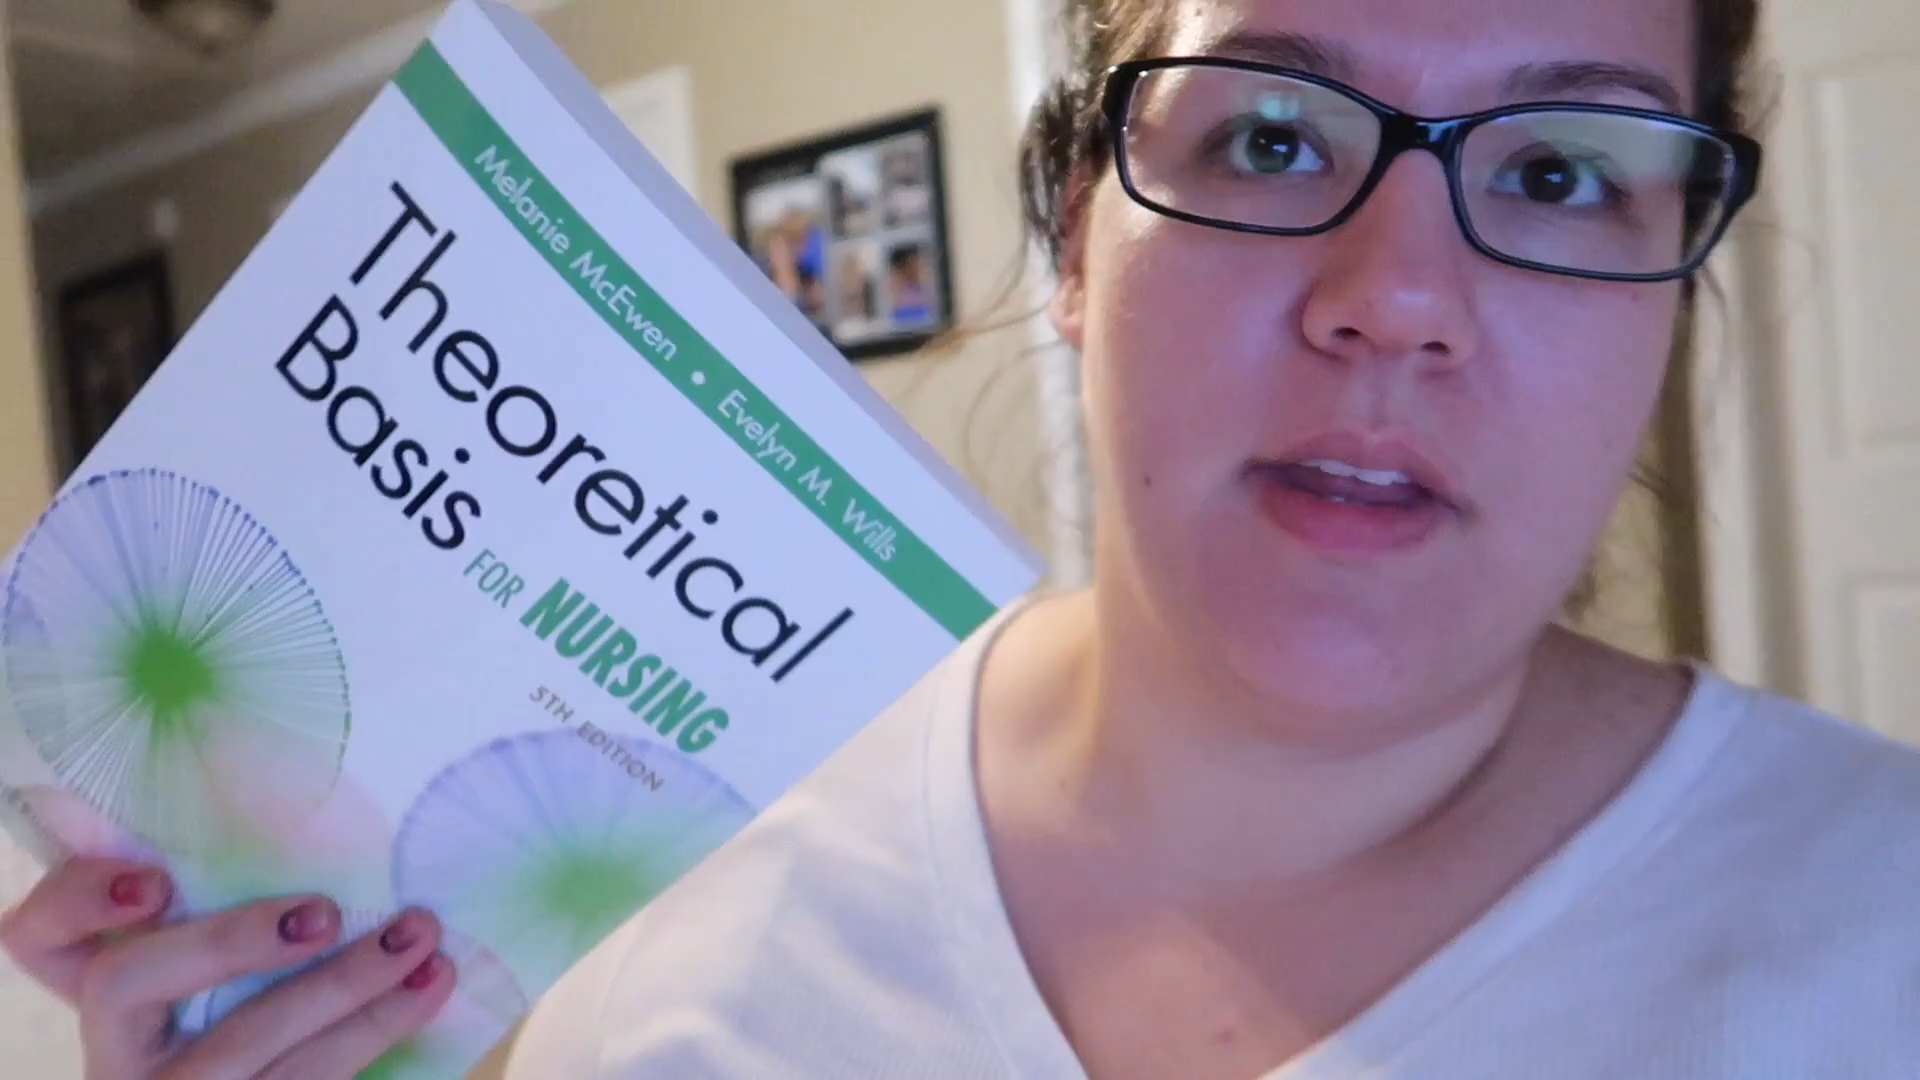 Melanie McEwen • Evelyn M. Wills
Theoretical
Basis FOR NURSING
5TH EDITION